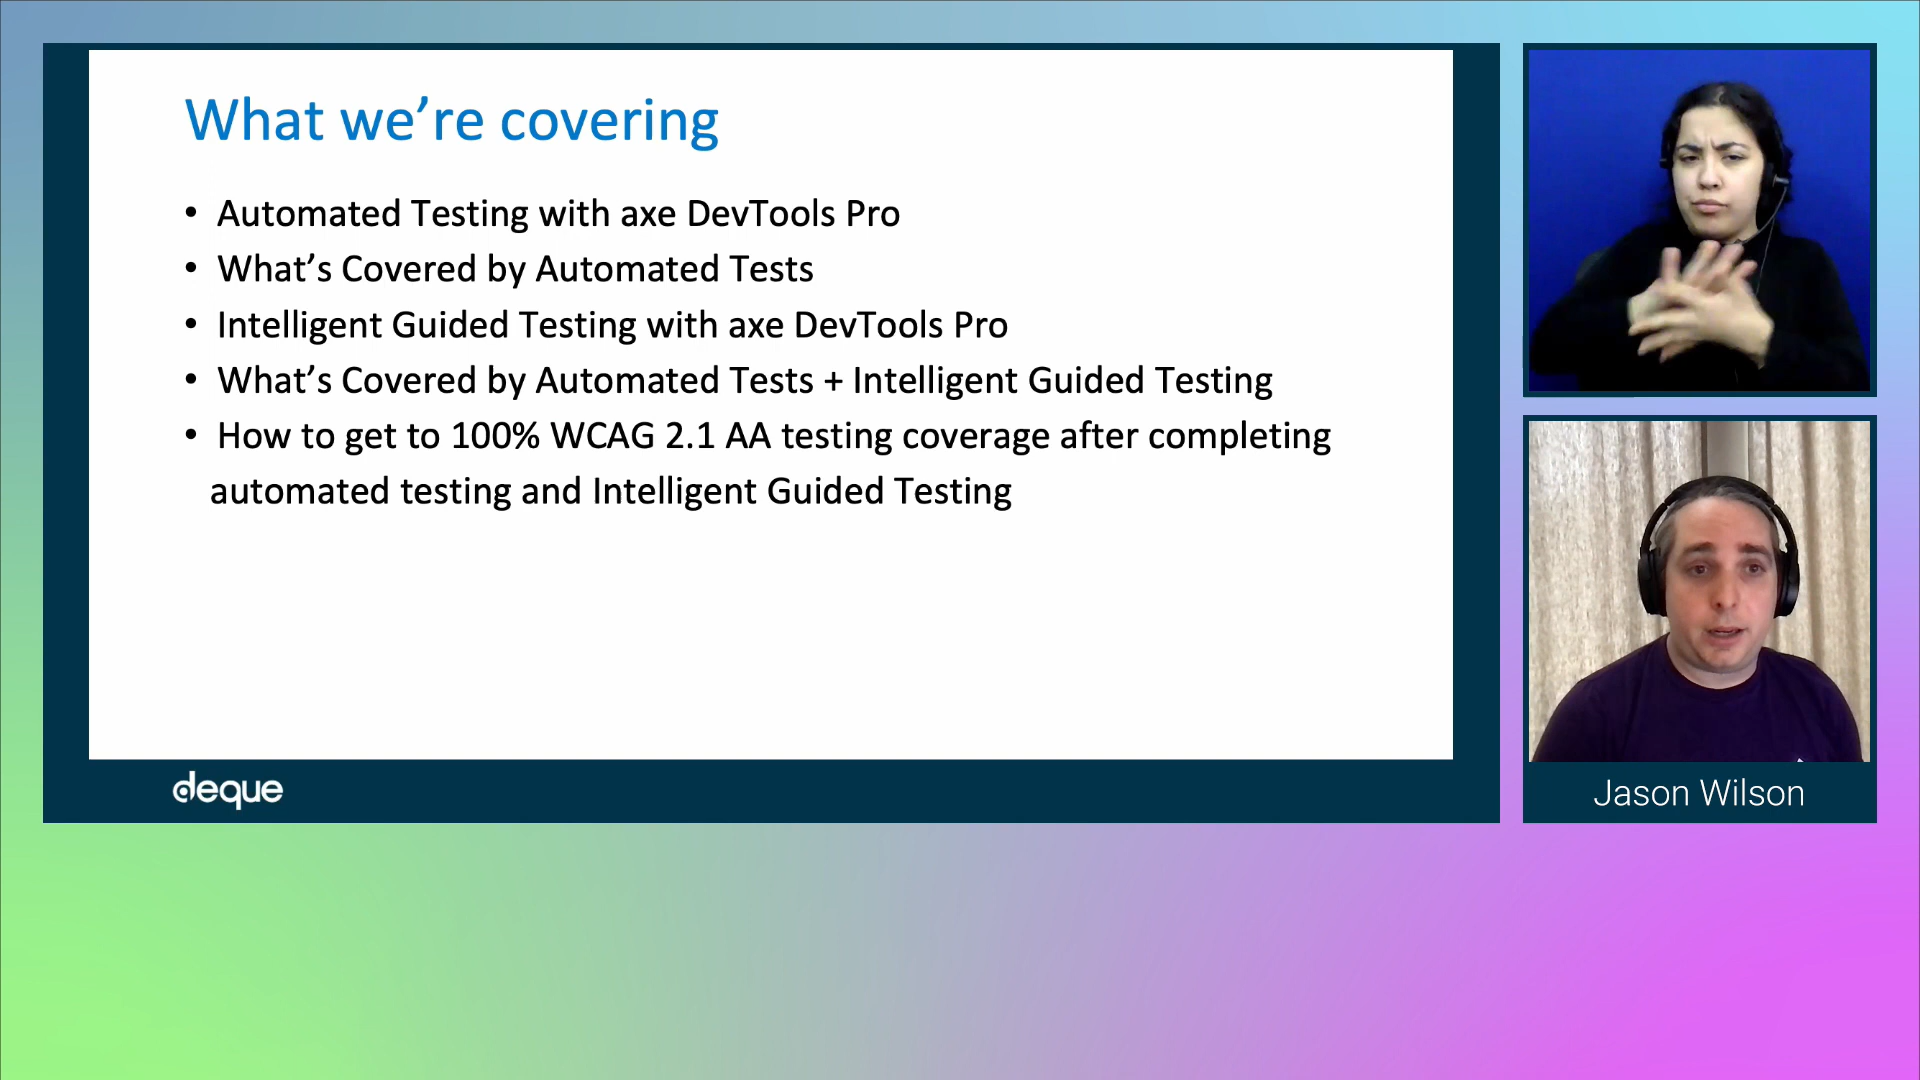 What we’re covering
• Automated Testing with axe DevTools Pro
• What’s Covered by Automated Tests
• Intelligent Guided Testing with axe DevTools Pro
• What’s Covered by Automated Tests + Intelligent Guided Testing
• How to get to 100% WCAG 2.1 AA testing coverage after completing
automated testing and Intelligent Guided Testing
deque
Jason Wilson